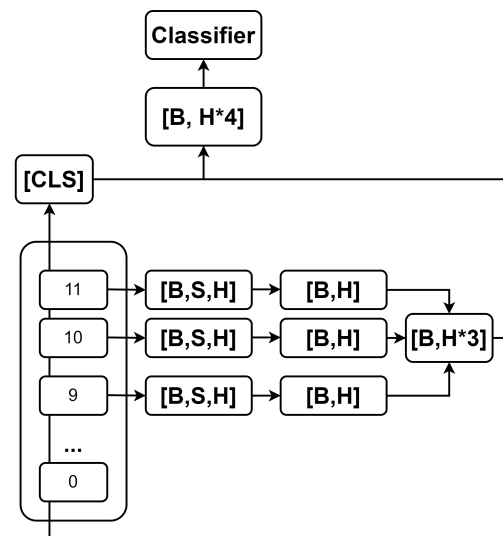 Classifier
[B, H*4]
[CLS]
11
[B,S,H]
[B,H]
10
[B,S,H]
[B,H]
[B,H*3]
9
[B,S,H]
[B,H]
...
0